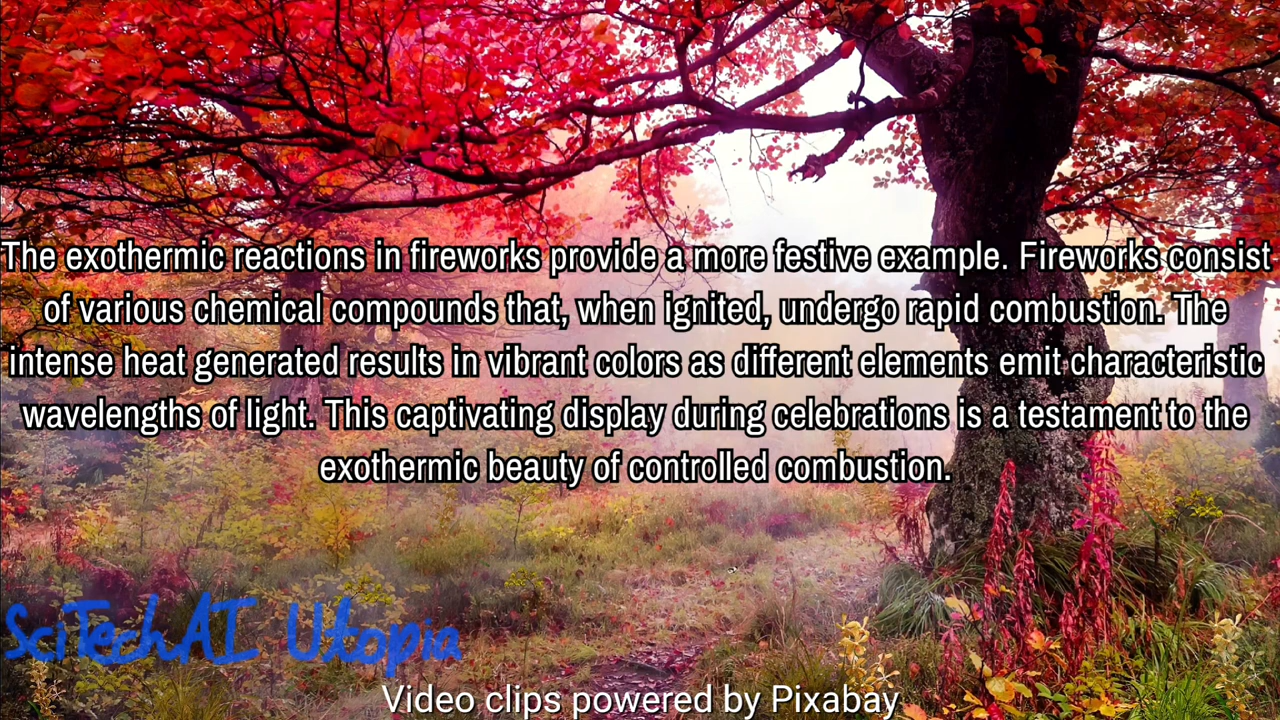 The exothermic reactions in fireworks provide a more festive example. Fireworks consist
of various chemical compounds that, when ignited, undergo rapid combustion. The
intense heat generated results in vibrant colors as different elements emit characteristic
wavelengths of light. This captivating display during celebrations is a testament to the
exothermic beauty of controlled combustion.
SciTech AI Utopia
Video clips powered by Pixabay